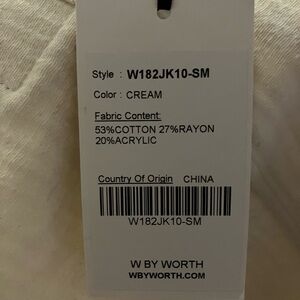 Style : W182JK10-SM
Color : CREAM
Fabric Content:
53%COTTON 27%RAYON
20%ACRYLIC
Country Of Origin CHINA
W182JK10-SM
W BY WORTH
WBYWORTH.COM